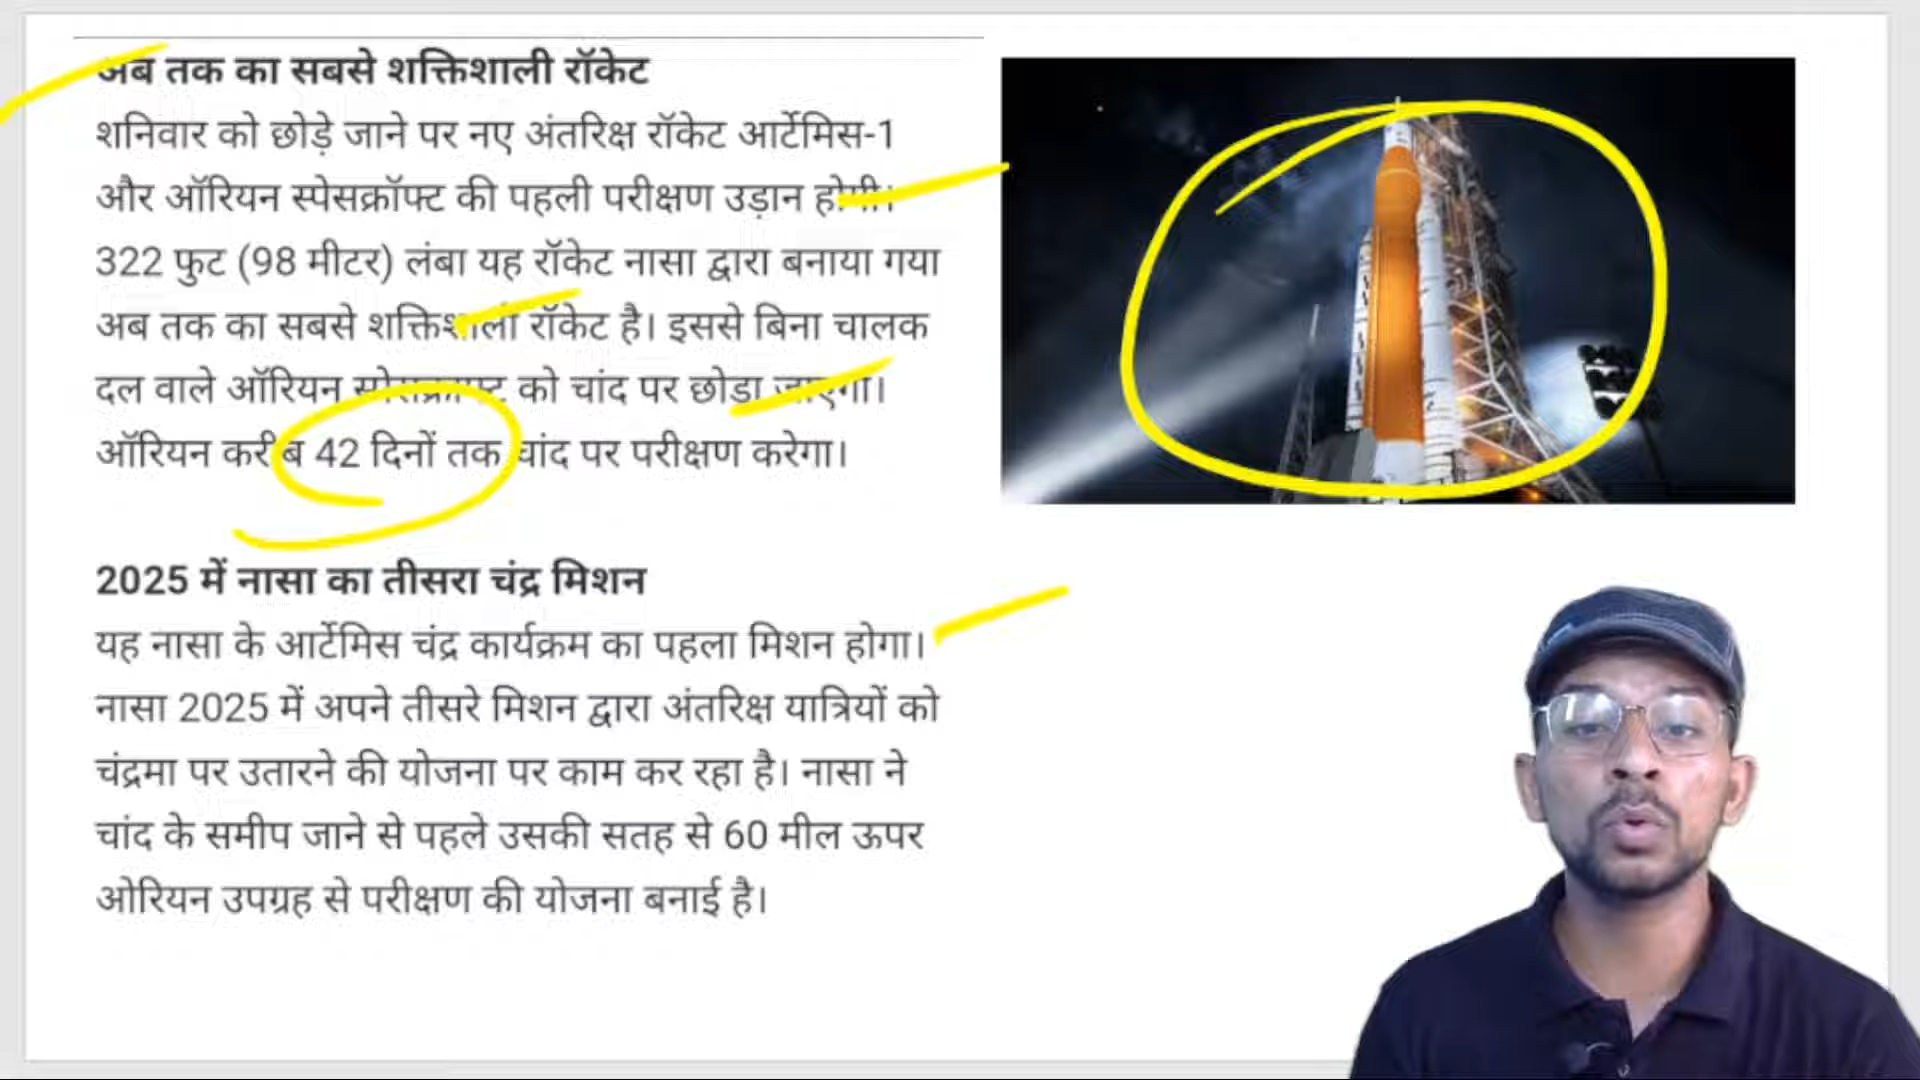 अब तक का सबसे शक्तिशाली रॉकेट
शनिवार को छोड़े जाने पर नए अंतरिक्ष रॉकेट आर्टेमिस-1
और ऑरियन स्पेसक्रॉफ्ट की पहली परीक्षण उड़ान होगी।
322 फुट (98 मीटर) लंबा यह रॉकेट नासा द्वारा बनाया गया
अब तक का सबसे शक्तिशाली रॉकेट है। इससे बिना चालक
दल वाले ऑरियन स्पेसक्राफ्ट को चांद पर छोड़ा जाएगा।
ऑरियन करीब 42 दिनों तक चांद पर परीक्षण करेगा।
2025 में नासा का तीसरा चंद्र मिशन
यह नासा के आर्टेमिस चंद्र कार्यक्रम का पहला मिशन होगा।
नासा 2025 में अपने तीसरे मिशन द्वारा अंतरिक्ष यात्रियों को
चंद्रमा पर उतारने की योजना पर काम कर रहा है। नासा ने
चांद के समीप जाने से पहले उसकी सतह से 60 मील ऊपर
ओरियन उपग्रह से परीक्षण की योजना बनाई है।